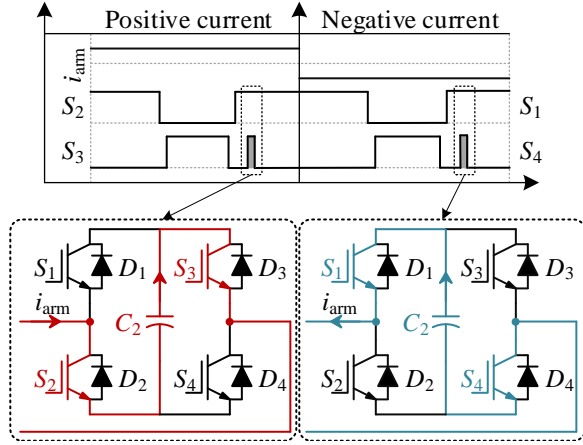 Positive current Negative current
i_arm
S_2 S_1
S_3 S_4
S_1 D_1 S_3 D_3
i_arm C_2
S_2 D_2 S_4 D_4
S_1 D_1 S_3 D_3
i_arm C_2
S_2 D_2 S_4 D_4